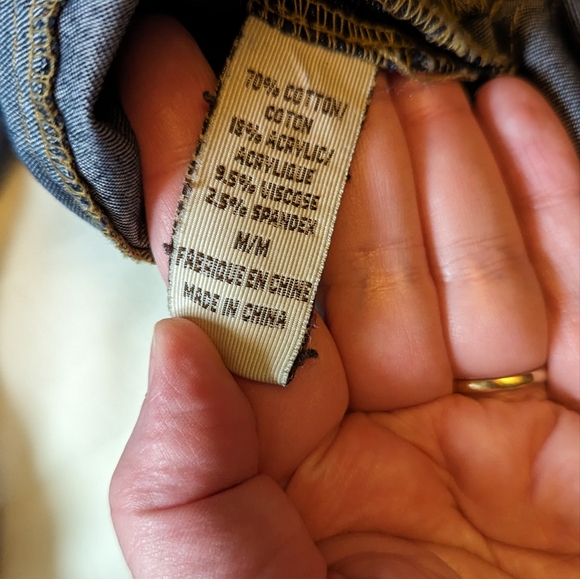 70% COTTON/
COTON
18% ACRYLIC/
ACRYLIQUE
9.5% VISCOSE
2.5% SPANDEX
M/M
FABRIQUE EN CHINE
MADE IN CHINA